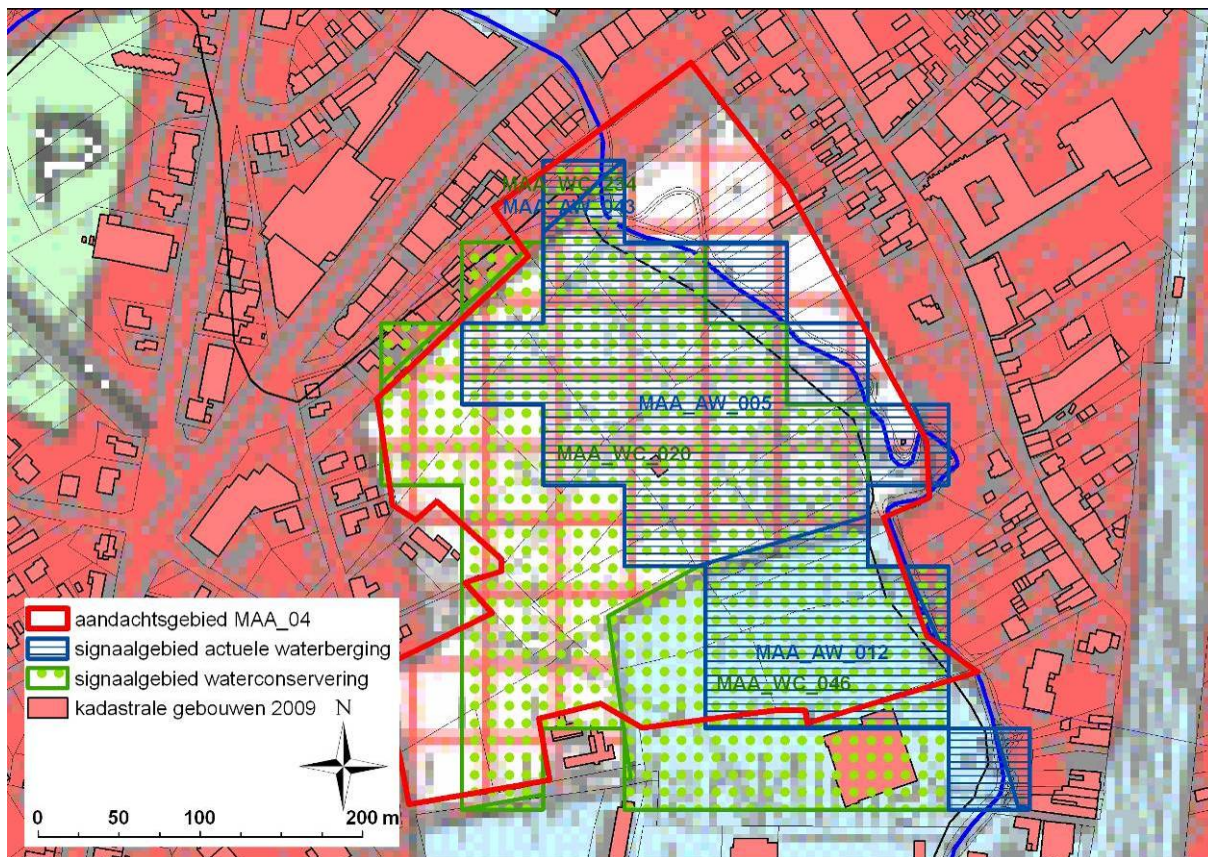 MAA_WC_234
MAA_AW_043
MAA_AW_005
MAA_WC_020
MAA_AW_012
MAA_WC_046
aandachtsgebied MAA_04
signaalgebied actuele waterberging
signaalgebied waterconservering
kadastrale gebouwen 2009
N
0 50 100 200 m